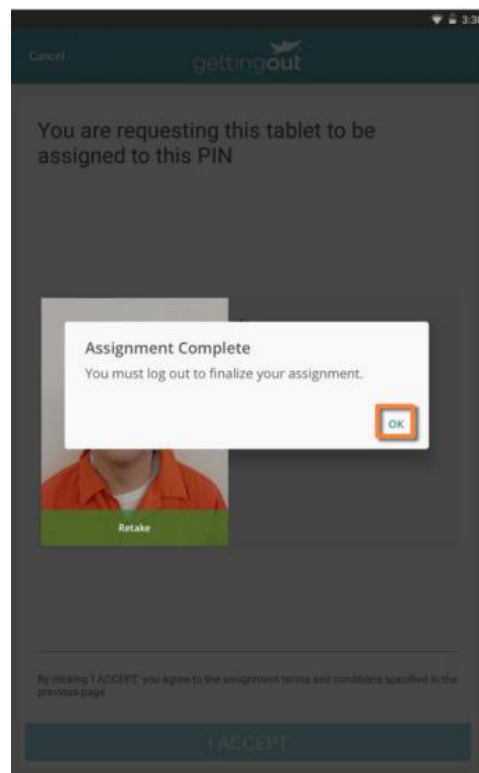 3:30
Cancel
gettingout
You are requesting this tablet to be
assigned to this PIN
Assignment Complete
You must log out to finalize your assignment.
OK
Retake
By clicking 'I ACCEPT' you agree to the assignment terms and conditions specified in the
previous page
I ACCEPT